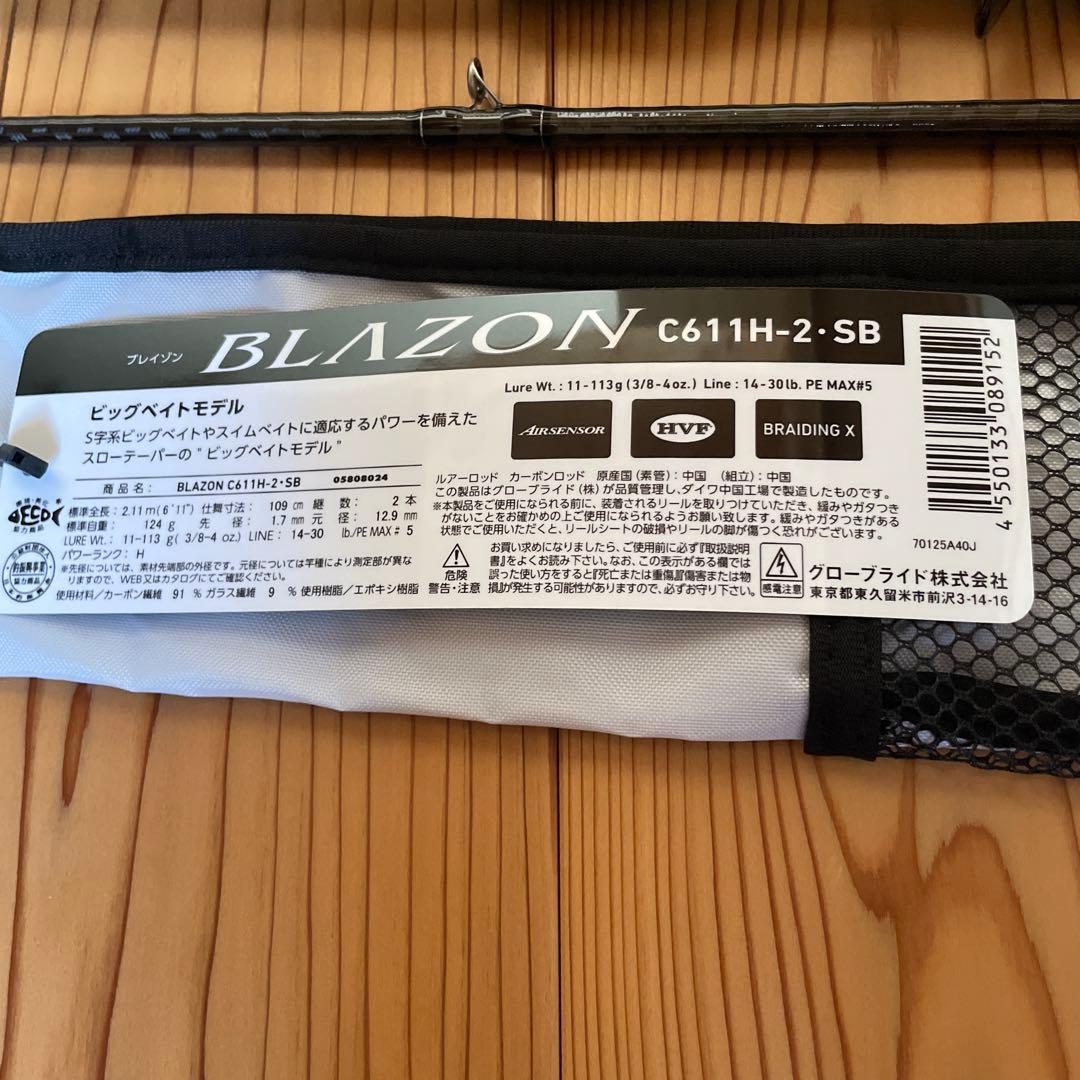 ブレイゾン BLAZON C611H-2・SB
Lure Wt. : 11-113g (3/8-4oz.) Line : 14-30lb. PE MAX#5
ビッグベイトモデル
S字系ビッグベイトやスイムベイトに適応するパワーを備えた
スローテーパーの"ビッグベイトモデル"
AIRSENSOR HVF BRAIDING X
商品名: BLAZON C611H-2・SB 05808024
標準全長: 2.11m(6'11") 仕舞寸法: 109cm 継数: 2本
標準自重: 124g 先径: 1.7mm 元径: 12.9mm
LURE Wt.: 11-113g(3/8-4oz.) LINE: 14-30 lb./PE MAX# 5
パワーランク: H
※先径については、素材先端部の外径です。元径については竿種により測定部が異な
りますので、WEB又はカタログにてご確認ください。
使用材料/カーボン繊維 91% ガラス繊維 9% 使用樹脂/エポキシ樹脂
ルアーロッド カーボンロッド 原産国(素管): 中国 (組立): 中国
この製品はグローブライド(株)が品質管理し、ダイワ中国工場で製造したものです。
※本製品をご使用になられる前に、装着されるリールを取り つけていただき、緩みやガタつき
がないことをお確かめの上ご使用になられるようお願い致します。緩みやガタつきがある
状態でご使用いただくと、リールシートの破損やリールの脚が傷つく恐れがございます。
危険
警告・注意
お買い求めになりましたら、ご使用前に必ず『取扱説明
書』をよくお読み下さい。なお、この表示がある欄では
誤った使い方をすると『死亡または重傷』『傷害または物
損』が発生する可能性がありますので、必ずお守り下さい。
感電注意
グローブライド株式会社
東京都東久留米市前沢3-14-16
70125A40J
4 550133 089152
ECO